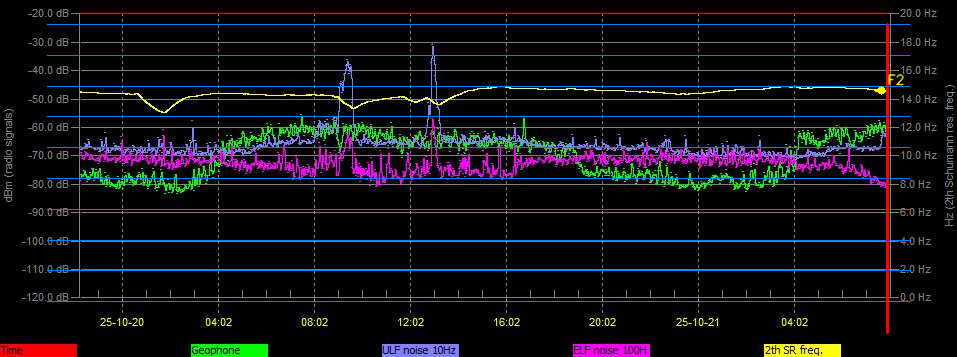 -20.0 dB 20.0 Hz
-30.0 dB 18.0 Hz
-40.0 dB 16.0 Hz
F2
-50.0 dB 14.0 Hz
-60.0 dB 12.0 Hz
-70.0 dB 10.0 Hz
-80.0 dB 8.0 Hz
-90.0 dB 6.0 Hz
-100.0 dB 4.0 Hz
-110.0 dB 2.0 Hz
-120.0 dB 0.0 Hz
dBm (radio signals)
Hz (2th Schumann res. freq.)
25-10-20 04:02 08:02 12:02 16:02 20:02 25-10-21 04:02
Time Geophone ULF noise 10Hz ELF noise 100H 2th SR freq.